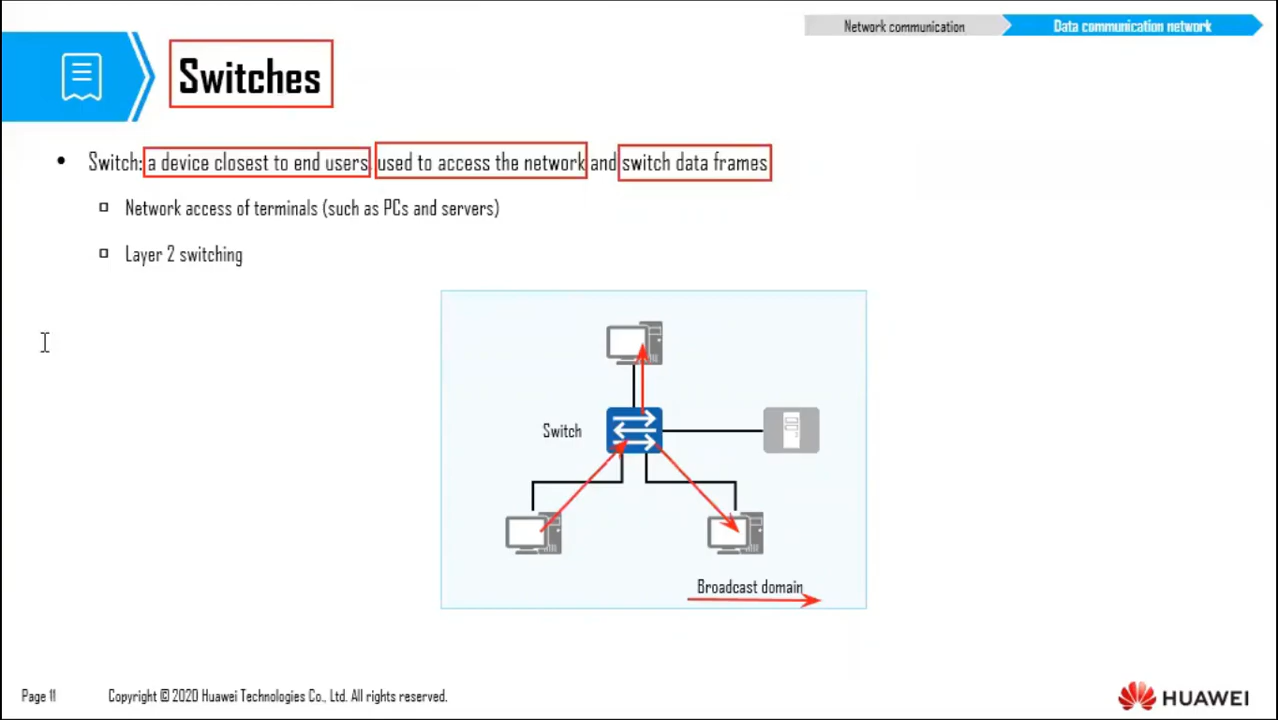 Network communication
Data communication network
Switches
• Switch: a device closest to end users, used to access the network and switch data frames
Network access of terminals (such as PCs and servers)
Layer 2 switching
Switch
Broadcast domain
Page 11
Copyright © 2020 Huawei Technologies Co., Ltd. All rights reserved.
HUAWEI